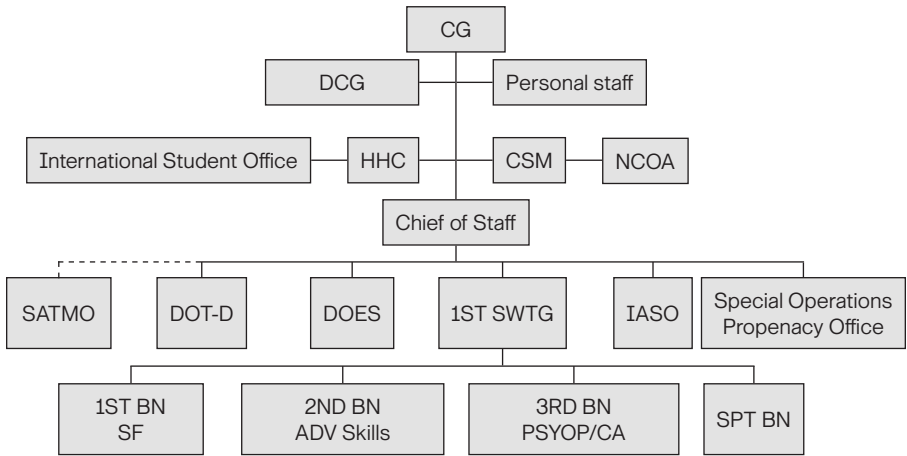 CG
DCG
Personal staff
International Student Office
HHC
CSM
NCOA
Chief of Staff
SATMO
DOT-D
DOES
1ST SWTG
IASO
Special Operations
Propenacy Office
1ST BN
SF
2ND BN
ADV Skills
3RD BN
PSYOP/CA
SPT BN